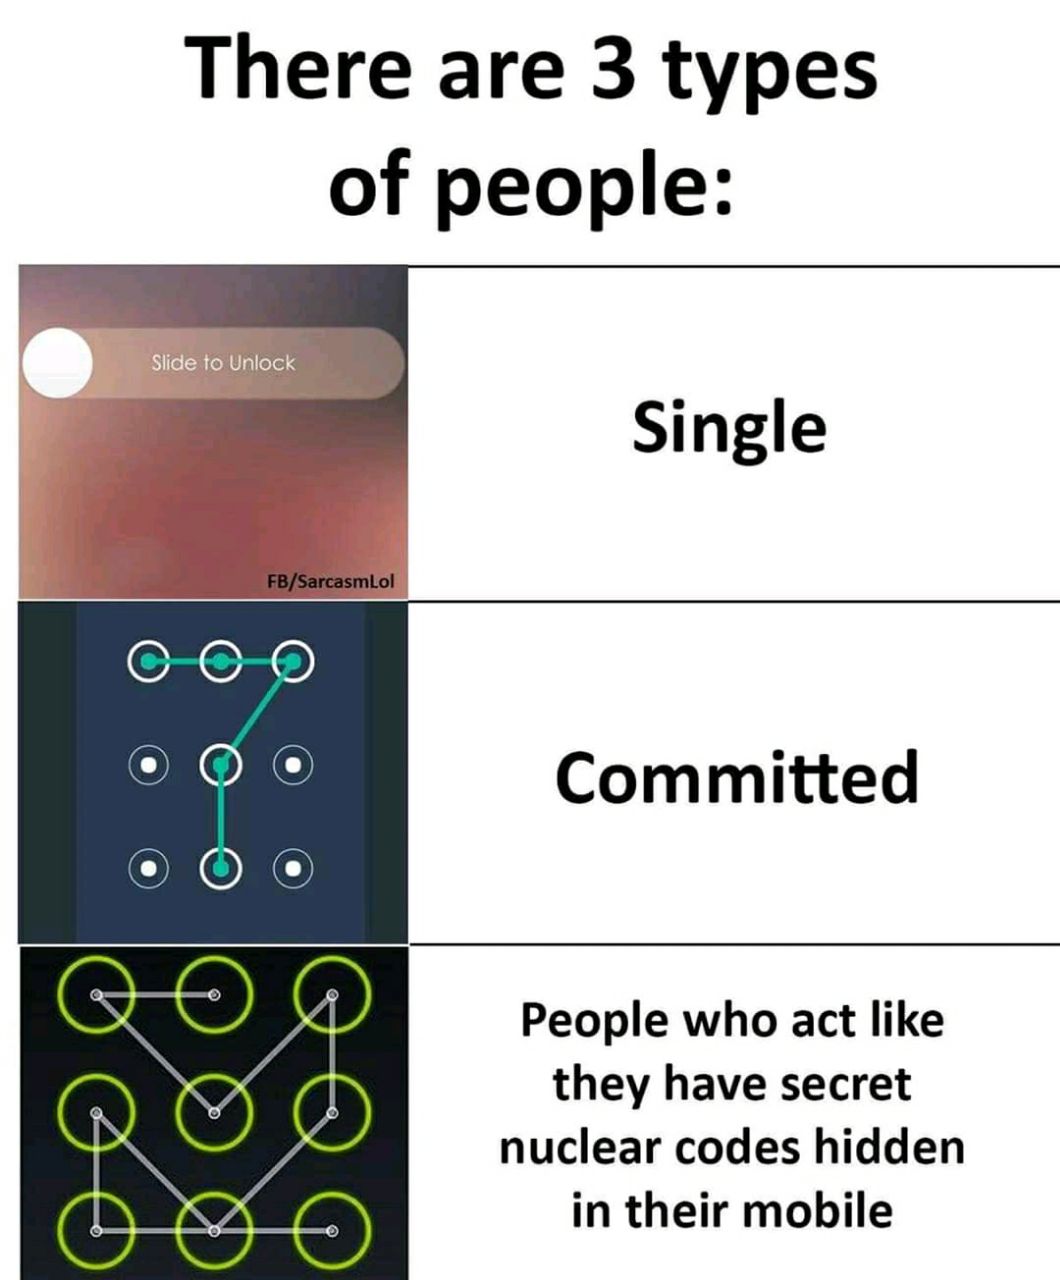 There are 3 types
of people:
Slide to Unlock
FB/SarcasmLol
Single
Committed
People who act like
they have secret
nuclear codes hidden
in their mobile